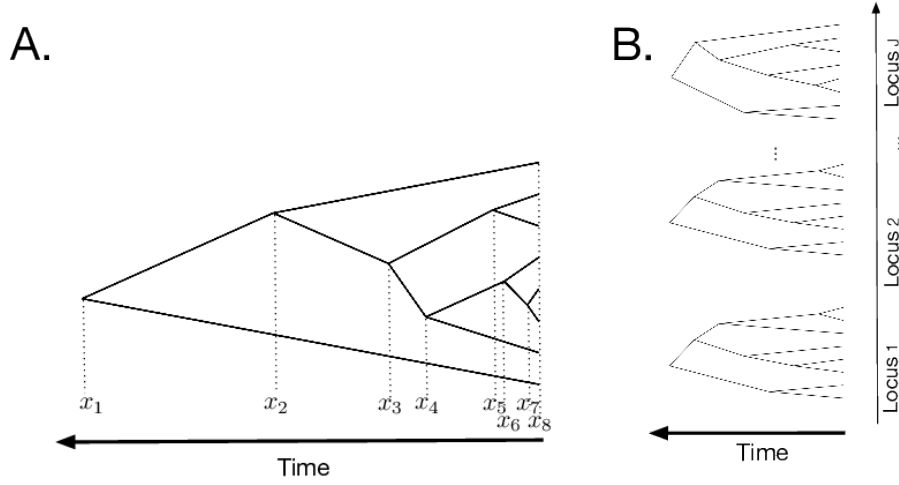 A.
B.
x1
x2
x3
x4
x5
x6
x7
x8
Time
Locus J
...
Locus 2
Locus 1
...
Time